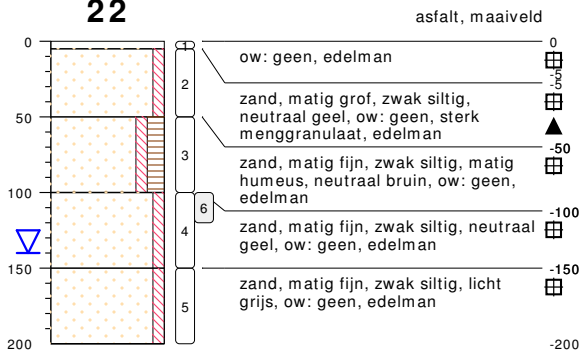 22
asfalt, maaiveld
0
1
ow: geen, edelman
0
-5
-5
2
zand, matig grof, zwak siltig,
neutraal geel, ow: geen, sterk
menggranulaat, edelman
50
-50
3
zand, matig fijn, zwak siltig, matig
humeus, neutraal bruin, ow: geen,
edelman
100
6
-100
4
zand, matig fijn, zwak siltig, neutraal
geel, ow: geen, edelman
150
-150
5
zand, matig fijn, zwak siltig, licht
grijs, ow: geen, edelman
200
-200